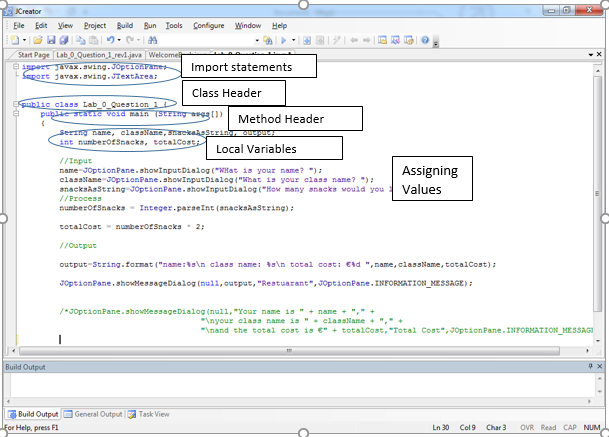 JCreator
File Edit View Project Build Run Tools Configure Window Help
Start Page Lab_0_Question_1_rev1.java
import javax.swing.JOptionPane;
Import statements
import javax.swing.JTextArea;
Class Header
public class Lab_0_Question_1 {
public static void main (String args[])
Method Header
{
String name, className,snacksAsString, output;
int numberOfSnacks, totalCost;
Local Variables
//Input
Assigning
Values
name=JOptionPane.showInputDialog("WHat is your name? ");
className=JOptionPane.showInputDialog("What is your class name? ");
snacksAsString=JOptionPane.showInputDialog("How many snacks would you
//Process
numberOfSnacks = Integer.parseInt(snacksAsString);
totalCost = numberOfSnacks * 2;
//Output
output=String.format("name:%s\n class name: %s\n total cost: €%d ",name,className,totalCost);
JOptionPane.showMessageDialog(null,output,"Restuarant",JOptionPane.INFORMATION_MESSAGE);
/*JOptionPane.showMessageDialog(null,"Your name is " + name + "," +
"\nyour class name is " + className + "," +
"\nand the total cost is €" + totalCost,"Total Cost",JOptionPane.INFORMATION_MESSAGE
Build Output
Build Output General Output Task View
For Help, press F1 Ln 30 Col 9 Char 3 OVR Read CAP NUM